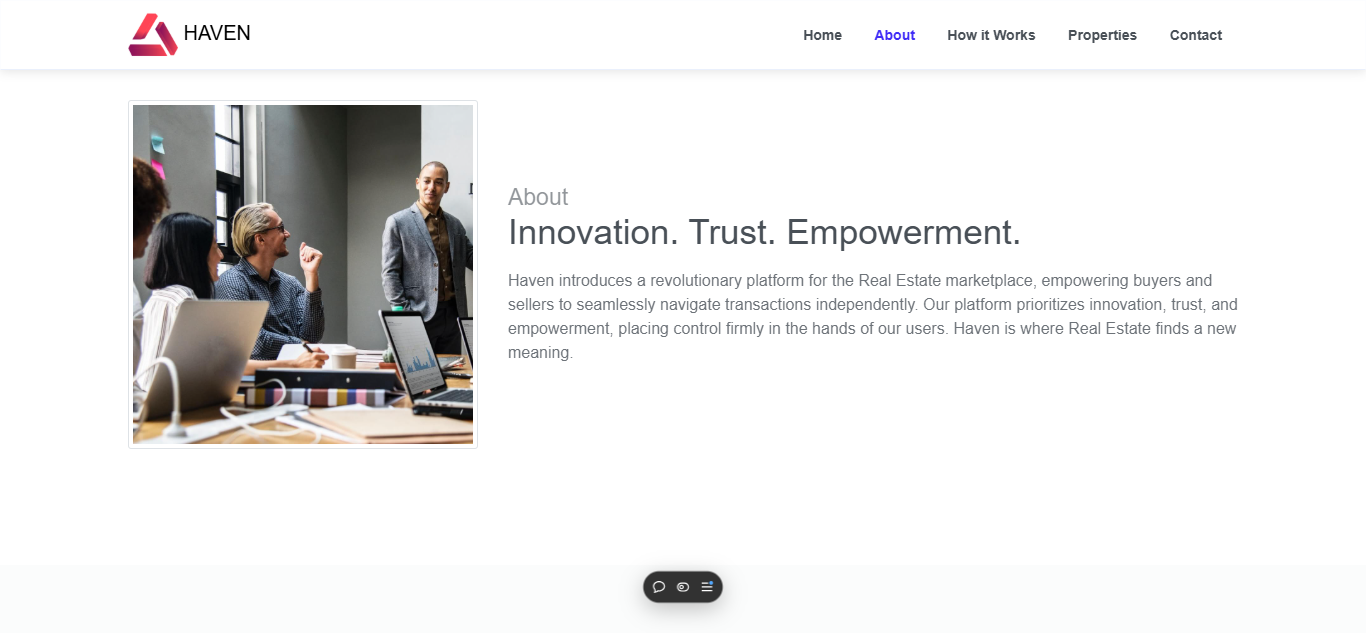 HAVEN
Home
About
How it Works
Properties
Contact
About
Innovation. Trust. Empowerment.
Haven introduces a revolutionary platform for the Real Estate marketplace, empowering buyers and
sellers to seamlessly navigate transactions independently. Our platform prioritizes innovation, trust, and
empowerment, placing control firmly in the hands of our users. Haven is where Real Estate finds a new
meaning.